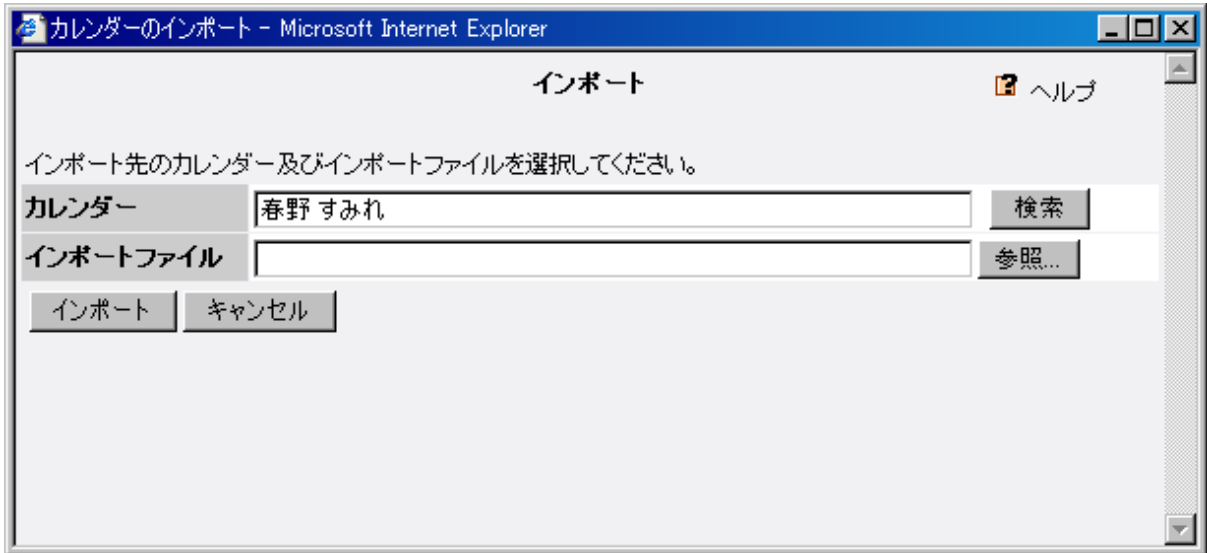 カレンダーのインポート - Microsoft Internet Explorer
インポート
ヘルプ
インポート先のカレンダー及びインポートファイルを選択してください。
カレンダー 春野 すみれ 検索
インポートファイル 参照...
インポート キャンセル